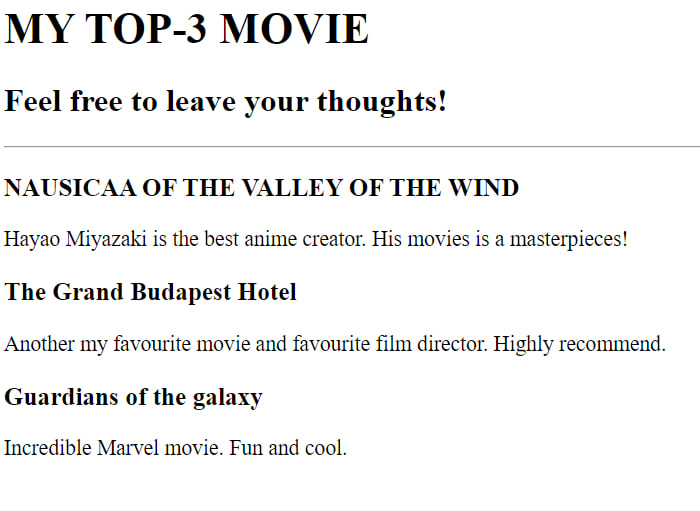 MY TOP-3 MOVIE
Feel free to leave your thoughts!
NAUSICAA OF THE VALLEY OF THE WIND
Hayao Miyazaki is the best anime creator. His movies is a masterpieces!
The Grand Budapest Hotel
Another my favourite movie and favourite film director. Highly recommend.
Guardians of the galaxy
Incredible Marvel movie. Fun and cool.